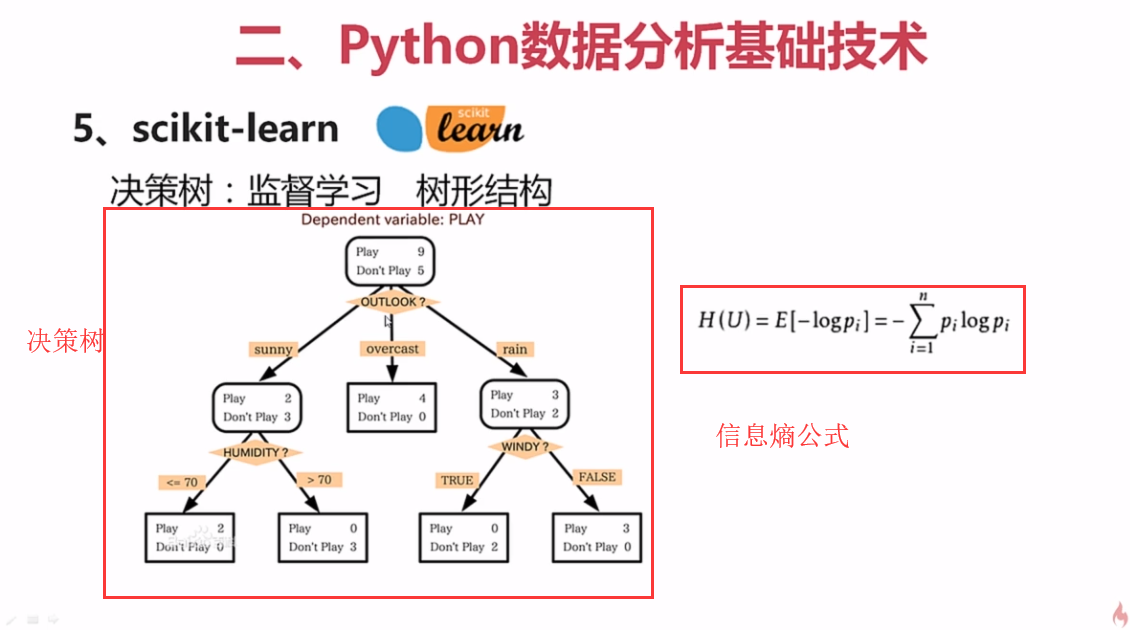 二、Python数据分析基础技术
5、scikit-learn
scikit
learn
决策树：监督学习 树形结构
Dependent variable: PLAY
Play 9
Don't Play 5
OUTLOOK ?
sunny overcast rain
Play 2
Don't Play 3
Play 4
Don't Play 0
Play 3
Don't Play 2
HUMIDITY ?
WINDY ?
<= 70 > 70 TRUE FALSE
Play 2
Don't Play 0
Play 0
Don't Play 3
Play 0
Don't Play 2
Play 3
Don't Play 0
决策树
H(U) = E[−log pᵢ] = −∑ⁿᵢ₌₁ pᵢ log pᵢ
信息熵公式